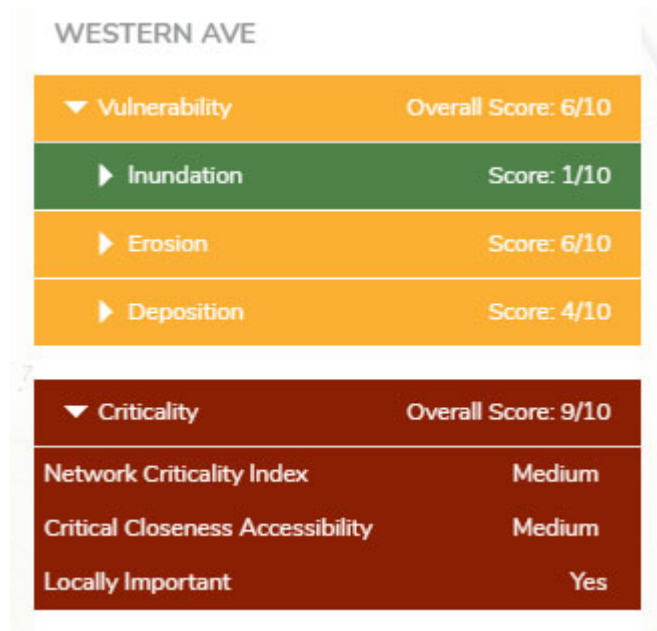 WESTERN AVE
Vulnerability Overall Score: 6/10
Inundation Score: 1/10
Erosion Score: 6/10
Deposition Score: 4/10
Criticality Overall Score: 9/10
Network Criticality Index Medium
Critical Closeness Accessibility Medium
Locally Important Yes